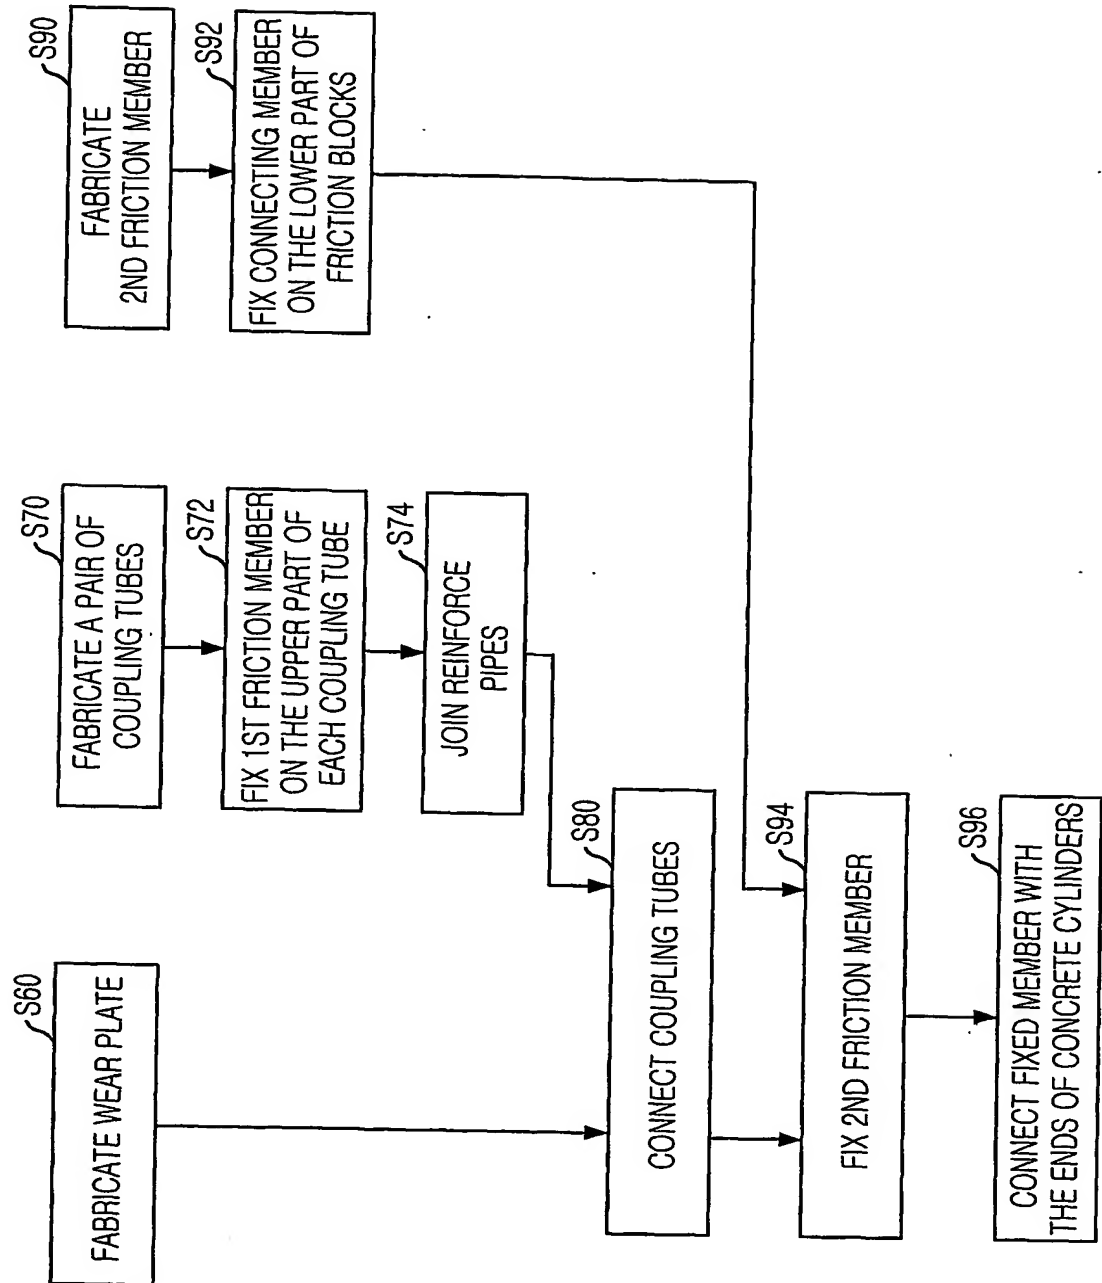 S60
FABRICATE WEAR PLATE
S70
FABRICATE A PAIR OF
COUPLING TUBES
S72
FIX 1ST FRICTION MEMBER
ON THE UPPER PART OF
EACH COUPLING TUBE
S74
JOIN REINFORCE
PIPES
S90
FABRICATE
2ND FRICTION MEMBER
S92
FIX CONNECTING MEMBER
ON THE LOWER PART OF
FRICTION BLOCKS
S80
CONNECT COUPLING TUBES
S94
FIX 2ND FRICTION MEMBER
S96
CONNECT FIXED MEMBER WITH
THE ENDS OF CONCRETE CYLINDERS